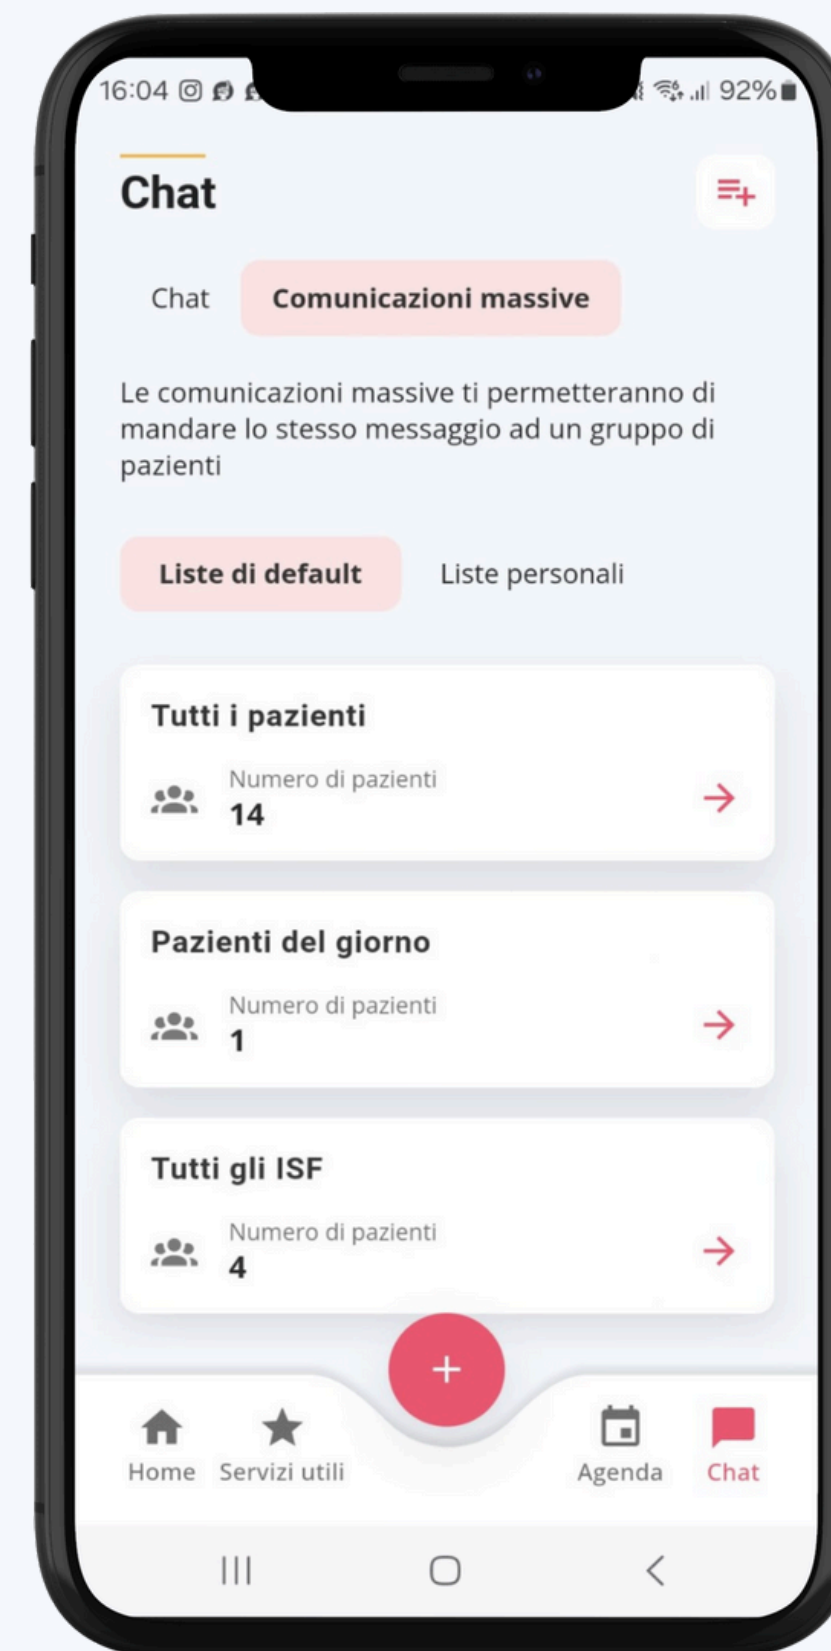 16:04
92%
Chat
Chat
Comunicazioni massive
Le comunicazioni massive ti permetteranno di
mandare lo stesso messaggio ad un gruppo di
pazienti
Liste di default
Liste personali
Tutti i pazienti
Numero di pazienti
14
Pazienti del giorno
Numero di pazienti
1
Tutti gli ISF
Numero di pazienti
4
Home
Servizi utili
Agenda
Chat